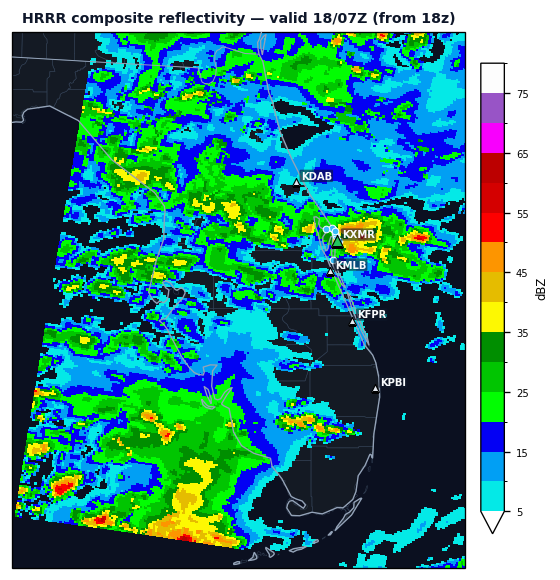 HRRR composite reflectivity — valid 18/07Z (from 18z)
KDAB
KXMR
KMLB
KFPR
KPBI
75
65
55
45
35
25
15
5
dBZ